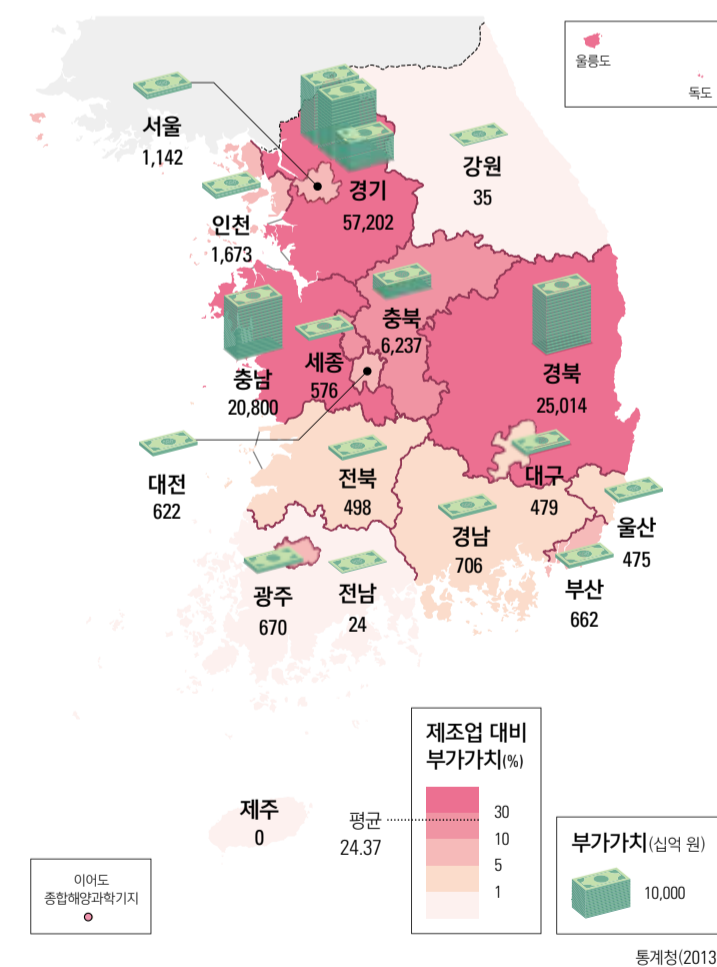 울릉도
독도
서울
1,142
경기
57,202
강원
35
인천
1,673
충북
6,237
세종
576
충남
20,800
경북
25,014
대전
622
전북
498
대구
479
경남
706
울산
475
광주
670
전남
24
부산
662
제주
0
제조업 대비
부가가치(%)
30
10
5
1
평균
24.37
부가가치(십억 원)
10,000
이어도
종합해양과학기지
통계청(2013